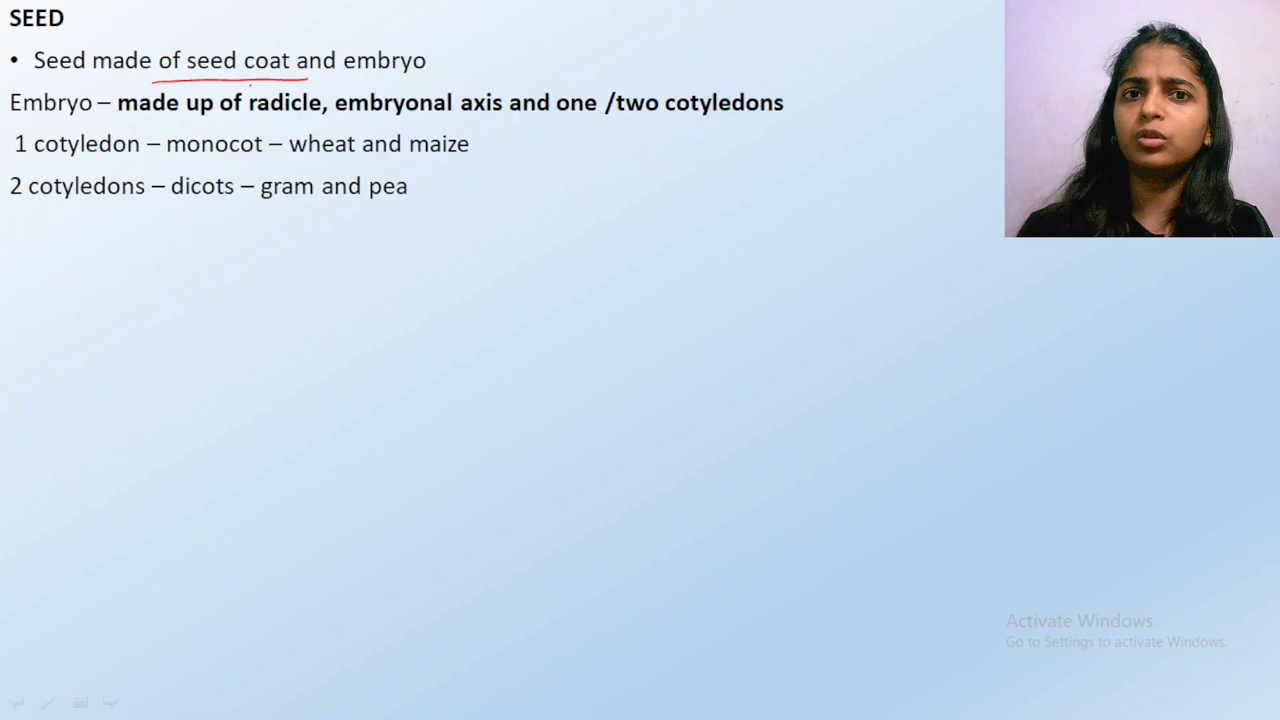 SEED
• Seed made of seed coat and embryo
Embryo – made up of radicle, embryonal axis and one /two cotyledons
1 cotyledon – monocot – wheat and maize
2 cotyledons – dicots – gram and pea
Activate Windows
Go to Settings to activate Windows.